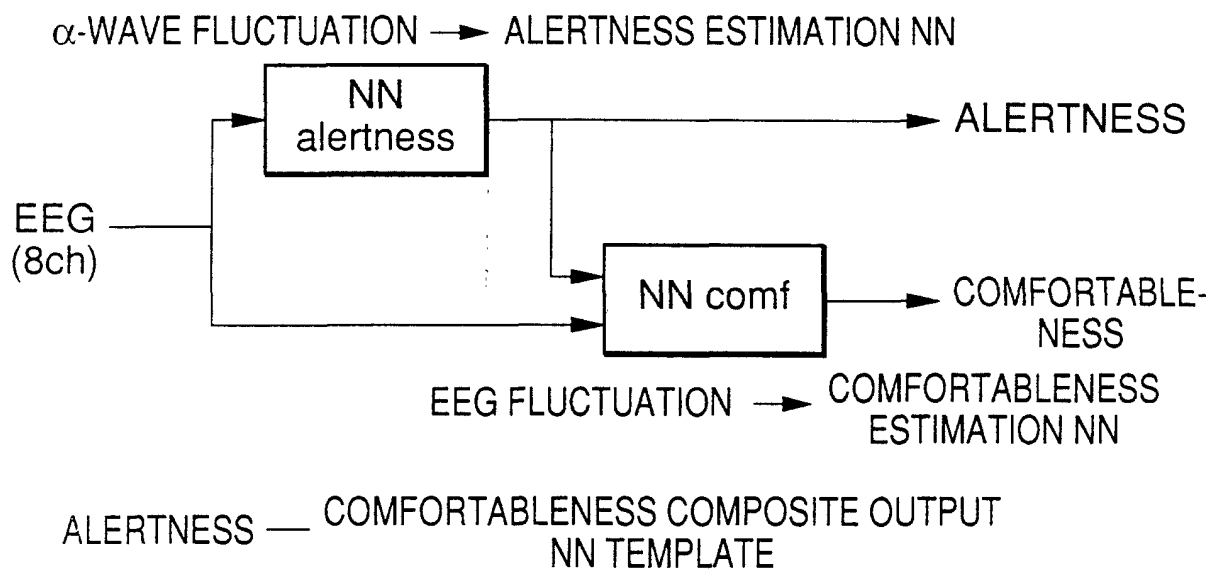 α-WAVE FLUCTUATION → ALERTNESS ESTIMATION NN
NN
alertness
ALERTNESS
EEG
(8ch)
NN comf
COMFORTABLE-
NESS
EEG FLUCTUATION → COMFORTABLENESS
ESTIMATION NN
ALERTNESS — COMFORTABLENESS COMPOSITE OUTPUT
NN TEMPLATE